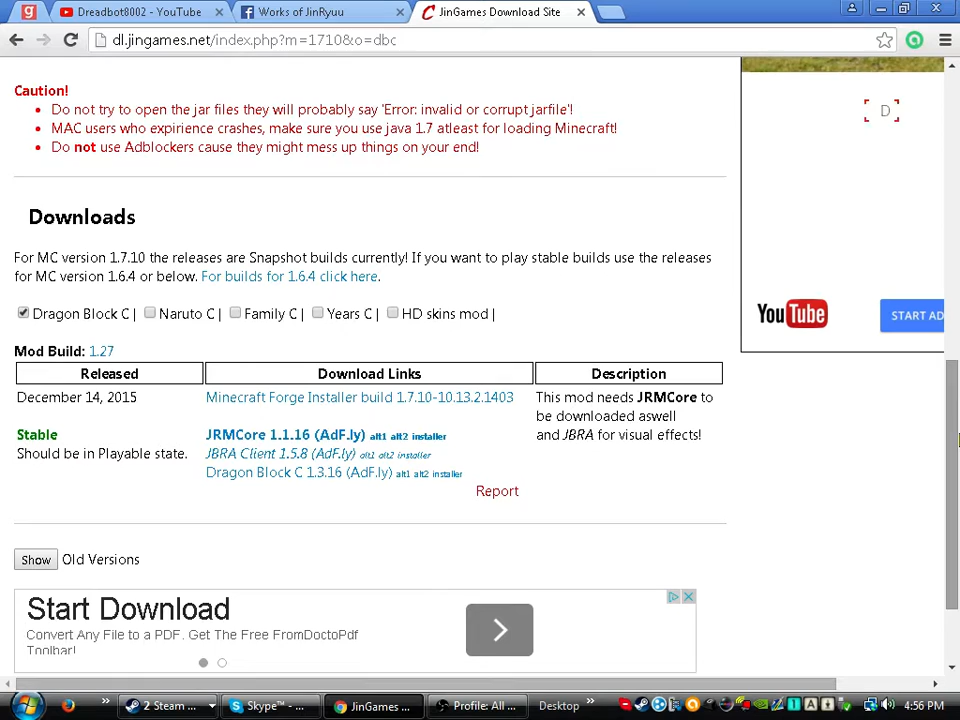 g
Dreadbot8002 - YouTube
Works of JinRyuu
JinGames Download Site
dl.jingames.net/index.php?m=1710&o=dbc
Caution!
Do not try to open the jar files they will probably say 'Error: invalid or corrupt jarfile'!
MAC users who expirience crashes, make sure you use java 1.7 atleast for loading Minecraft!
Do not use Adblockers cause they might mess up things on your end!
D
Downloads
For MC version 1.7.10 the releases are Snapshot builds currently! If you want to play stable builds use the releases
for MC version 1.6.4 or below. For builds for 1.6.4 click here.
Dragon Block C | Naruto C | Family C | Years C | HD skins mod |
YouTube
START AD
Mod Build: 1.27
Released Download Links Description
December 14, 2015 Minecraft Forge Installer build 1.7.10-10.13.2.1403 This mod needs JRMCore to
be downloaded aswell
Stable JRMCore 1.1.16 (AdF.ly) alt1 alt2 installer and JBRA for visual effects!
Should be in Playable state. JBRA Client 1.5.8 (AdF.ly) alt1 alt2 installer
Dragon Block C 1.3.16 (AdF.ly) alt1 alt2 installer
Report
Show Old Versions
Start Download
Convert Any File to a PDF. Get The Free FromDoctoPdf
Toolbar!
2 Steam ... Skype™ - ... JinGames ... Profile: All ... Desktop 4:56 PM